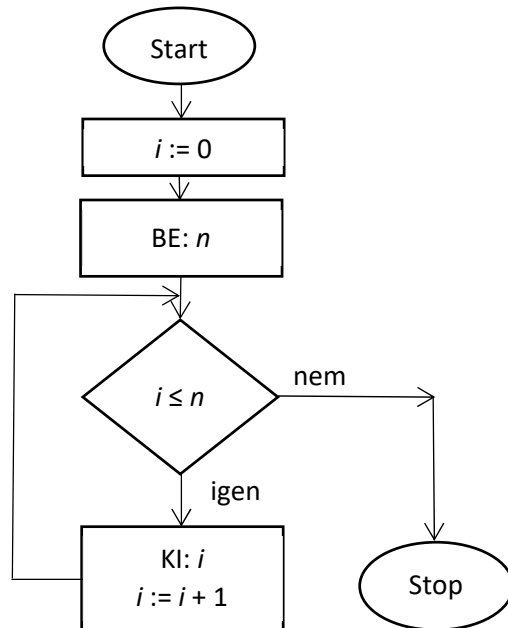 Start
i := 0
BE: n
i ≤ n
nem
igen
KI: i
i := i + 1
Stop